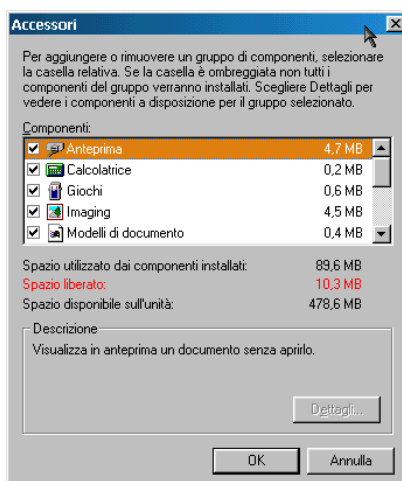 Accessori
Per aggiungere o rimuovere un gruppo di componenti, selezionare
la casella relativa. Se la casella è ombreggiata non tutti i
componenti del gruppo verranno installati. Scegliere Dettagli per
vedere i componenti a disposizione per il gruppo selezionato.
Componenti:
Anteprima 4,7 MB
Calcolatrice 0,2 MB
Giochi 0,6 MB
Imaging 4,5 MB
Modelli di documento 0,4 MB
Spazio utilizzato dai componenti installati: 89,6 MB
Spazio liberato: 10,3 MB
Spazio disponibile sull'unità: 478,6 MB
Descrizione
Visualizza in anteprima un documento senza aprirlo.
Dettagli...
OK Annulla